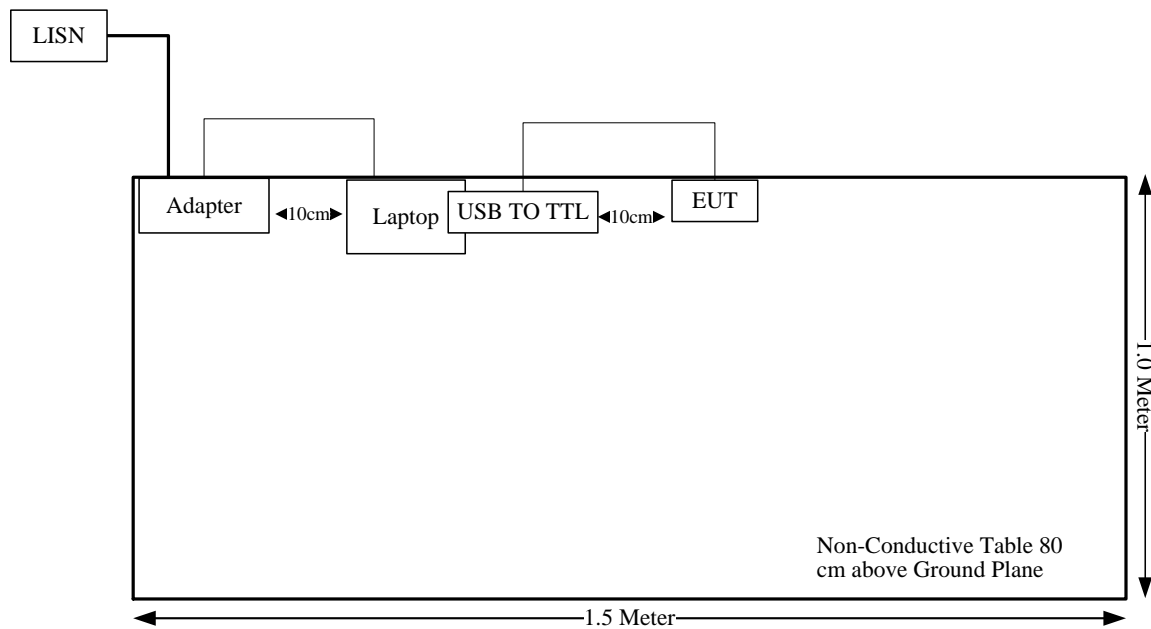 LISN
Adapter
10cm
Laptop
USB TO TTL
10cm
EUT
1.0 Meter
Non-Conductive Table 80
cm above Ground Plane
1.5 Meter